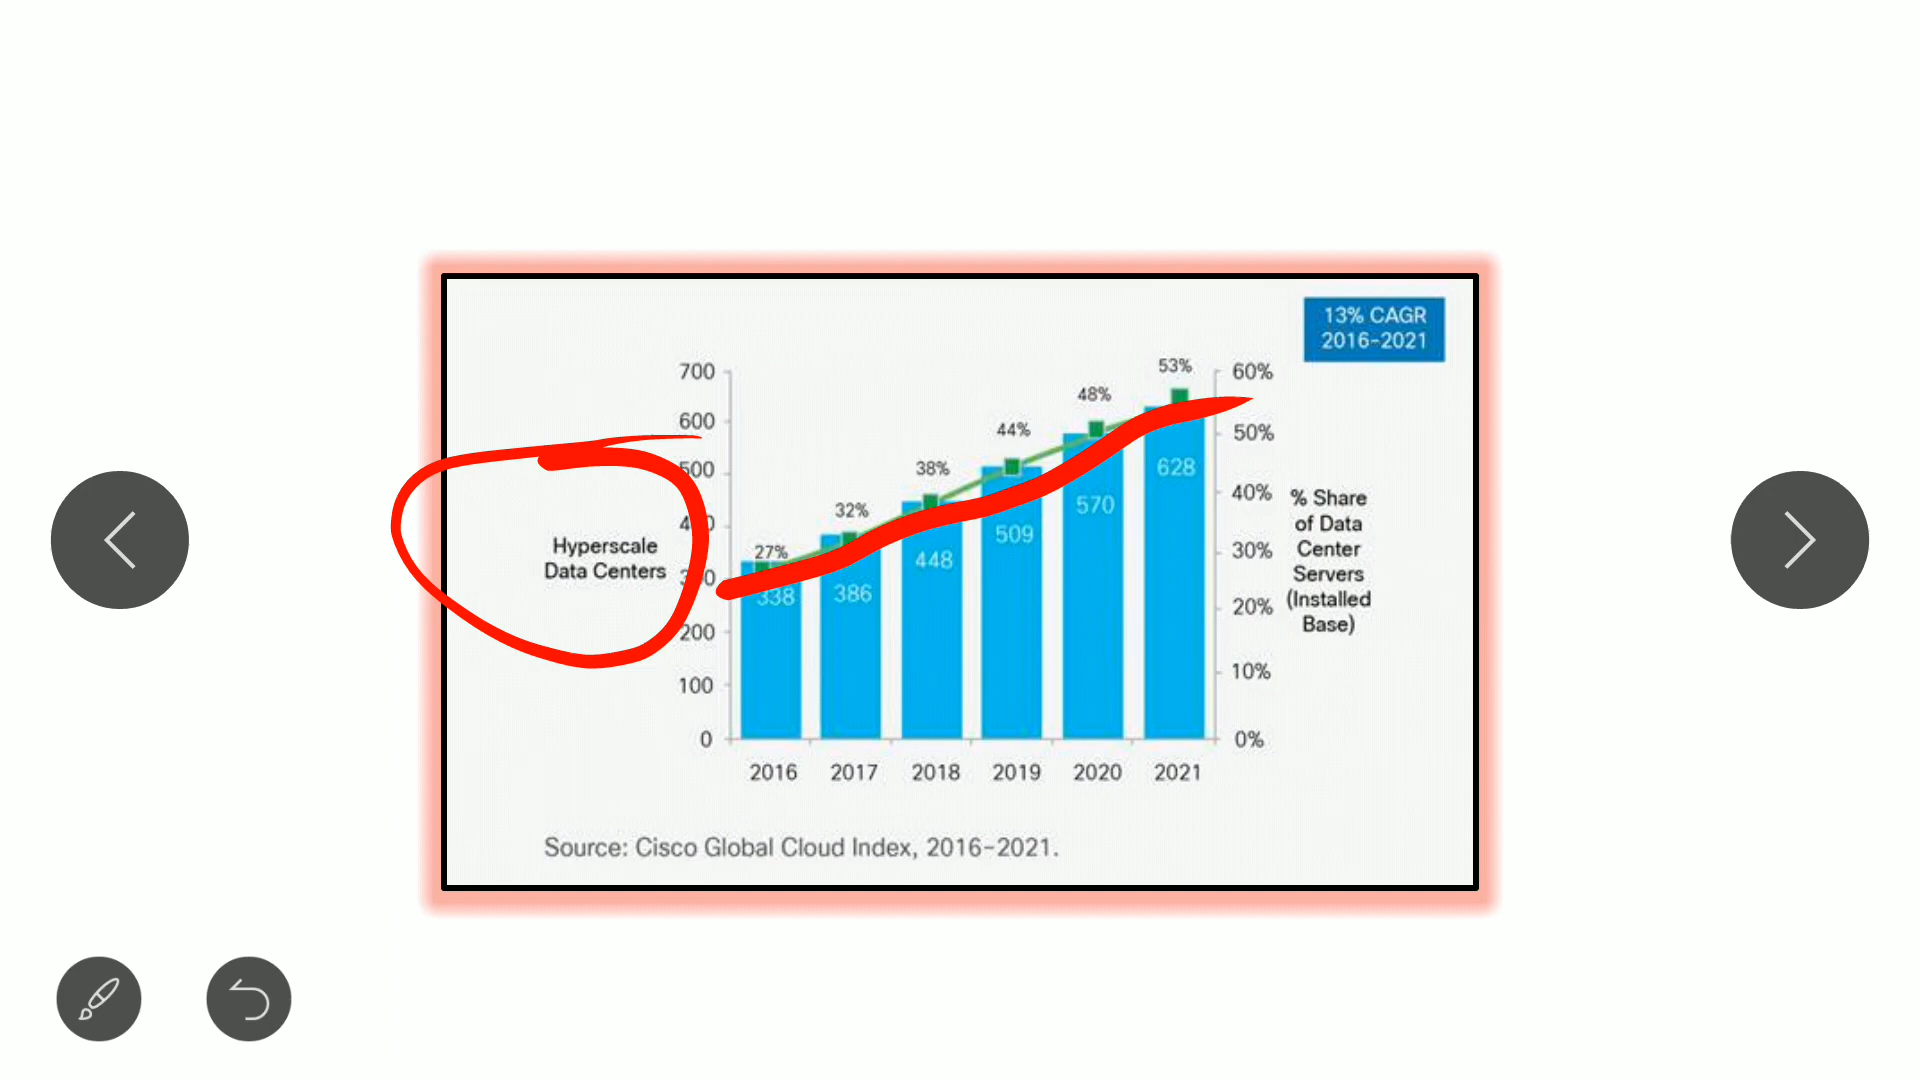 13% CAGR
2016-2021
700
600
500
400
300
200
100
0
Hyperscale
Data Centers
27%
32%
38%
44%
48%
53%
338
386
448
509
570
628
60%
50%
40%
30%
20%
10%
0%
% Share
of Data
Center
Servers
(Installed
Base)
2016 2017 2018 2019 2020 2021
Source: Cisco Global Cloud Index, 2016-2021.